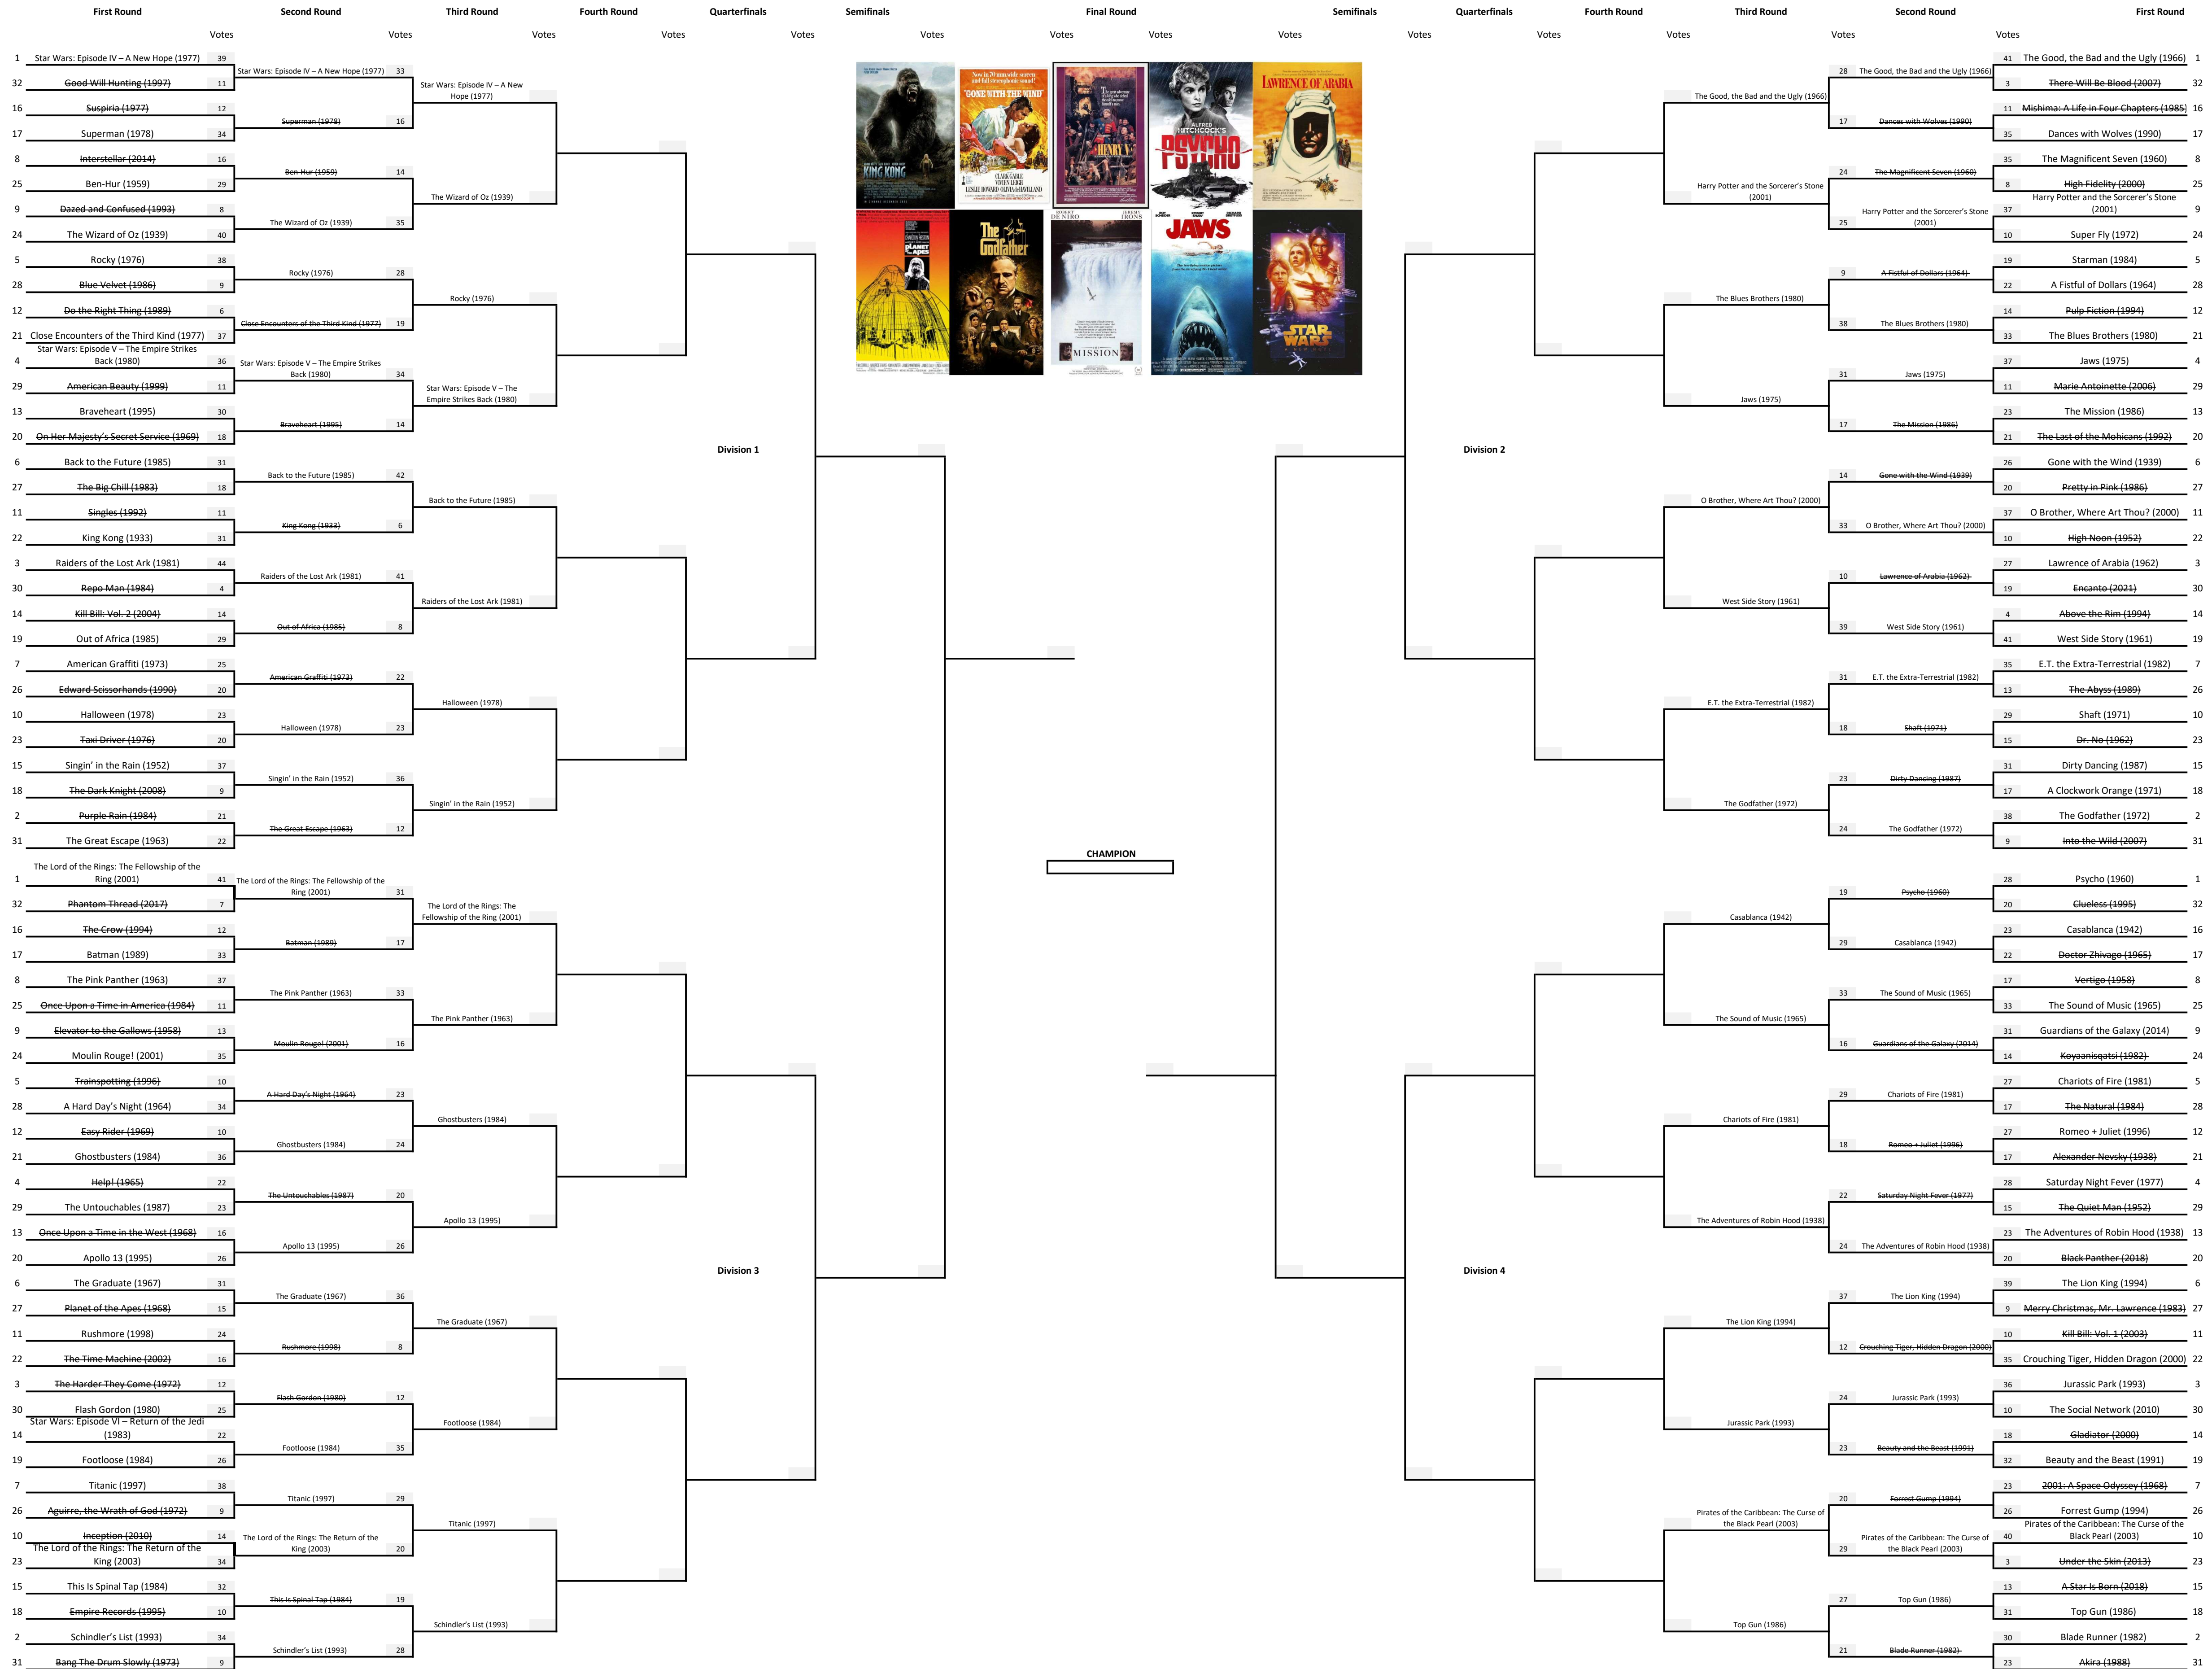 First Round
Second Round
Third Round
Fourth Round
Quarterfinals
Semifinals
Final Round
Semifinals
Quarterfinals
Fourth Round
Third Round
Second Round
First Round
Votes Votes Votes Votes Votes Votes Votes Votes Votes Votes Votes Votes Votes Votes
1 Star Wars: Episode IV – A New Hope (1977) 39
32 Good Will Hunting (1997) 11
16 Suspiria (1977) 12
17 Superman (1978) 34
8 Interstellar (2014) 16
25 Ben-Hur (1959) 29
9 Dazed and Confused (1993) 8
24 The Wizard of Oz (1939) 40
5 Rocky (1976) 38
28 Blue Velvet (1986) 9
12 Do the Right Thing (1989) 6
21 Close Encounters of the Third Kind (1977) 37
Star Wars: Episode V – The Empire Strikes
4 Back (1980) 36
29 American Beauty (1999) 11
13 Braveheart (1995) 30
20 On Her Majesty's Secret Service (1969) 18
6 Back to the Future (1985) 31
27 The Big Chill (1983) 18
11 Singles (1992) 11
22 King Kong (1933) 31
3 Raiders of the Lost Ark (1981) 44
30 Repo Man (1984) 4
14 Kill Bill: Vol. 2 (2004) 14
19 Out of Africa (1985) 29
7 American Graffiti (1973) 25
26 Edward Scissorhands (1990) 20
10 Halloween (1978) 23
23 Taxi Driver (1976) 20
15 Singin' in the Rain (1952) 37
18 The Dark Knight (2008) 9
2 Purple Rain (1984) 21
31 The Great Escape (1963) 22
Star Wars: Episode IV – A New Hope (1977) 33
Superman (1978) 16
Ben-Hur (1959) 14
The Wizard of Oz (1939) 35
Rocky (1976) 28
Close Encounters of the Third Kind (1977) 19
Star Wars: Episode V – The Empire Strikes
Back (1980) 34
Braveheart (1995) 14
Back to the Future (1985) 42
King Kong (1933) 6
Raiders of the Lost Ark (1981) 41
Out of Africa (1985) 8
American Graffiti (1973) 22
Halloween (1978) 23
Singin' in the Rain (1952) 36
The Great Escape (1963) 12
Star Wars: Episode IV – A New
Hope (1977)
The Wizard of Oz (1939)
Rocky (1976)
Star Wars: Episode V – The
Empire Strikes Back (1980)
Back to the Future (1985)
Raiders of the Lost Ark (1981)
Halloween (1978)
Singin' in the Rain (1952)
Division 1
KING KONG
"GONE WITH THE WIND"
CLARK GABLE
VIVIEN LEIGH
LESLIE HOWARD OLIVIA de HAVILLAND
HENRY V
ALFRED
HITCHCOCK'S
PSYCHO
LAWRENCE OF ARABIA
PLANET
OF THE
APES
The
Godfather
ROBERT
DE NIRO
JEREMY
IRONS
MISSION
JAWS
STAR
WARS
Division 2
The Good, the Bad and the Ugly (1966)
Harry Potter and the Sorcerer's Stone
(2001)
The Blues Brothers (1980)
Jaws (1975)
O Brother, Where Art Thou? (2000)
West Side Story (1961)
E.T. the Extra-Terrestrial (1982)
The Godfather (1972)
28 The Good, the Bad and the Ugly (1966)
17 Dances with Wolves (1990)
24 The Magnificent Seven (1960)
Harry Potter and the Sorcerer's Stone
25 (2001)
9 A Fistful of Dollars (1964)
38 The Blues Brothers (1980)
31 Jaws (1975)
17 The Mission (1986)
14 Gone with the Wind (1939)
33 O Brother, Where Art Thou? (2000)
10 Lawrence of Arabia (1962)
39 West Side Story (1961)
31 E.T. the Extra-Terrestrial (1982)
18 Shaft (1971)
23 Dirty Dancing (1987)
24 The Godfather (1972)
41 The Good, the Bad and the Ugly (1966) 1
3 There Will Be Blood (2007) 32
11 Mishima: A Life in Four Chapters (1985) 16
35 Dances with Wolves (1990) 17
35 The Magnificent Seven (1960) 8
8 High Fidelity (2000) 25
Harry Potter and the Sorcerer's Stone
37 (2001) 9
10 Super Fly (1972) 24
19 Starman (1984) 5
22 A Fistful of Dollars (1964) 28
14 Pulp Fiction (1994) 12
33 The Blues Brothers (1980) 21
37 Jaws (1975) 4
11 Marie Antoinette (2006) 29
23 The Mission (1986) 13
21 The Last of the Mohicans (1992) 20
26 Gone with the Wind (1939) 6
20 Pretty in Pink (1986) 27
37 O Brother, Where Art Thou? (2000) 11
10 High Noon (1952) 22
27 Lawrence of Arabia (1962) 3
19 Encanto (2021) 30
4 Above the Rim (1994) 14
41 West Side Story (1961) 19
35 E.T. the Extra-Terrestrial (1982) 7
13 The Abyss (1989) 26
29 Shaft (1971) 10
15 Dr. No (1962) 23
31 Dirty Dancing (1987) 15
17 A Clockwork Orange (1971) 18
38 The Godfather (1972) 2
9 Into the Wild (2007) 31
CHAMPION
The Lord of the Rings: The Fellowship of the
1 Ring (2001) 41
32 Phantom Thread (2017) 7
16 The Crow (1994) 12
17 Batman (1989) 33
8 The Pink Panther (1963) 37
25 Once Upon a Time in America (1984) 11
9 Elevator to the Gallows (1958) 13
24 Moulin Rouge! (2001) 35
5 Trainspotting (1996) 10
28 A Hard Day's Night (1964) 34
12 Easy Rider (1969) 10
21 Ghostbusters (1984) 36
4 Help! (1965) 22
29 The Untouchables (1987) 23
13 Once Upon a Time in the West (1968) 16
20 Apollo 13 (1995) 26
6 The Graduate (1967) 31
27 Planet of the Apes (1968) 15
11 Rushmore (1998) 24
22 The Time Machine (2002) 16
3 The Harder They Come (1972) 12
30 Flash Gordon (1980) 25
Star Wars: Episode VI – Return of the Jedi
14 (1983) 22
19 Footloose (1984) 26
7 Titanic (1997) 38
26 Aguirre, the Wrath of God (1972) 9
10 Inception (2010) 14
The Lord of the Rings: The Return of the
23 King (2003) 34
15 This Is Spinal Tap (1984) 32
18 Empire Records (1995) 10
2 Schindler's List (1993) 34
31 Bang The Drum Slowly (1973) 9
The Lord of the Rings: The Fellowship of the
Ring (2001) 31
Batman (1989) 17
The Pink Panther (1963) 33
Moulin Rouge! (2001) 16
A Hard Day's Night (1964) 23
Ghostbusters (1984) 24
The Untouchables (1987) 20
Apollo 13 (1995) 26
The Graduate (1967) 36
Rushmore (1998) 8
Flash Gordon (1980) 12
Footloose (1984) 35
Titanic (1997) 29
The Lord of the Rings: The Return of the
King (2003) 20
This Is Spinal Tap (1984) 19
Schindler's List (1993) 28
The Lord of the Rings: The
Fellowship of the Ring (2001)
The Pink Panther (1963)
Ghostbusters (1984)
Apollo 13 (1995)
The Graduate (1967)
Footloose (1984)
Titanic (1997)
Schindler's List (1993)
Division 3
Division 4
Casablanca (1942)
The Sound of Music (1965)
Chariots of Fire (1981)
The Adventures of Robin Hood (1938)
The Lion King (1994)
Jurassic Park (1993)
Pirates of the Caribbean: The Curse of
the Black Pearl (2003)
Top Gun (1986)
19 Psycho (1960)
29 Casablanca (1942)
33 The Sound of Music (1965)
16 Guardians of the Galaxy (2014)
29 Chariots of Fire (1981)
18 Romeo + Juliet (1996)
22 Saturday Night Fever (1977)
24 The Adventures of Robin Hood (1938)
37 The Lion King (1994)
12 Crouching Tiger, Hidden Dragon (2000)
24 Jurassic Park (1993)
23 Beauty and the Beast (1991)
20 Forrest Gump (1994)
Pirates of the Caribbean: The Curse of
29 the Black Pearl (2003)
27 Top Gun (1986)
21 Blade Runner (1982)
28 Psycho (1960) 1
20 Clueless (1995) 32
23 Casablanca (1942) 16
22 Doctor Zhivago (1965) 17
17 Vertigo (1958) 8
33 The Sound of Music (1965) 25
31 Guardians of the Galaxy (2014) 9
14 Koyaanisqatsi (1982) 24
27 Chariots of Fire (1981) 5
17 The Natural (1984) 28
27 Romeo + Juliet (1996) 12
17 Alexander Nevsky (1938) 21
28 Saturday Night Fever (1977) 4
15 The Quiet Man (1952) 29
23 The Adventures of Robin Hood (1938) 13
20 Black Panther (2018) 20
39 The Lion King (1994) 6
9 Merry Christmas, Mr. Lawrence (1983) 27
10 Kill Bill: Vol. 1 (2003) 11
35 Crouching Tiger, Hidden Dragon (2000) 22
36 Jurassic Park (1993) 3
10 The Social Network (2010) 30
18 Gladiator (2000) 14
32 Beauty and the Beast (1991) 19
23 2001: A Space Odyssey (1968) 7
26 Forrest Gump (1994) 26
Pirates of the Caribbean: The Curse of the
40 Black Pearl (2003) 10
3 Under the Skin (2013) 23
13 A Star Is Born (2018) 15
31 Top Gun (1986) 18
30 Blade Runner (1982) 2
23 Akira (1988) 31